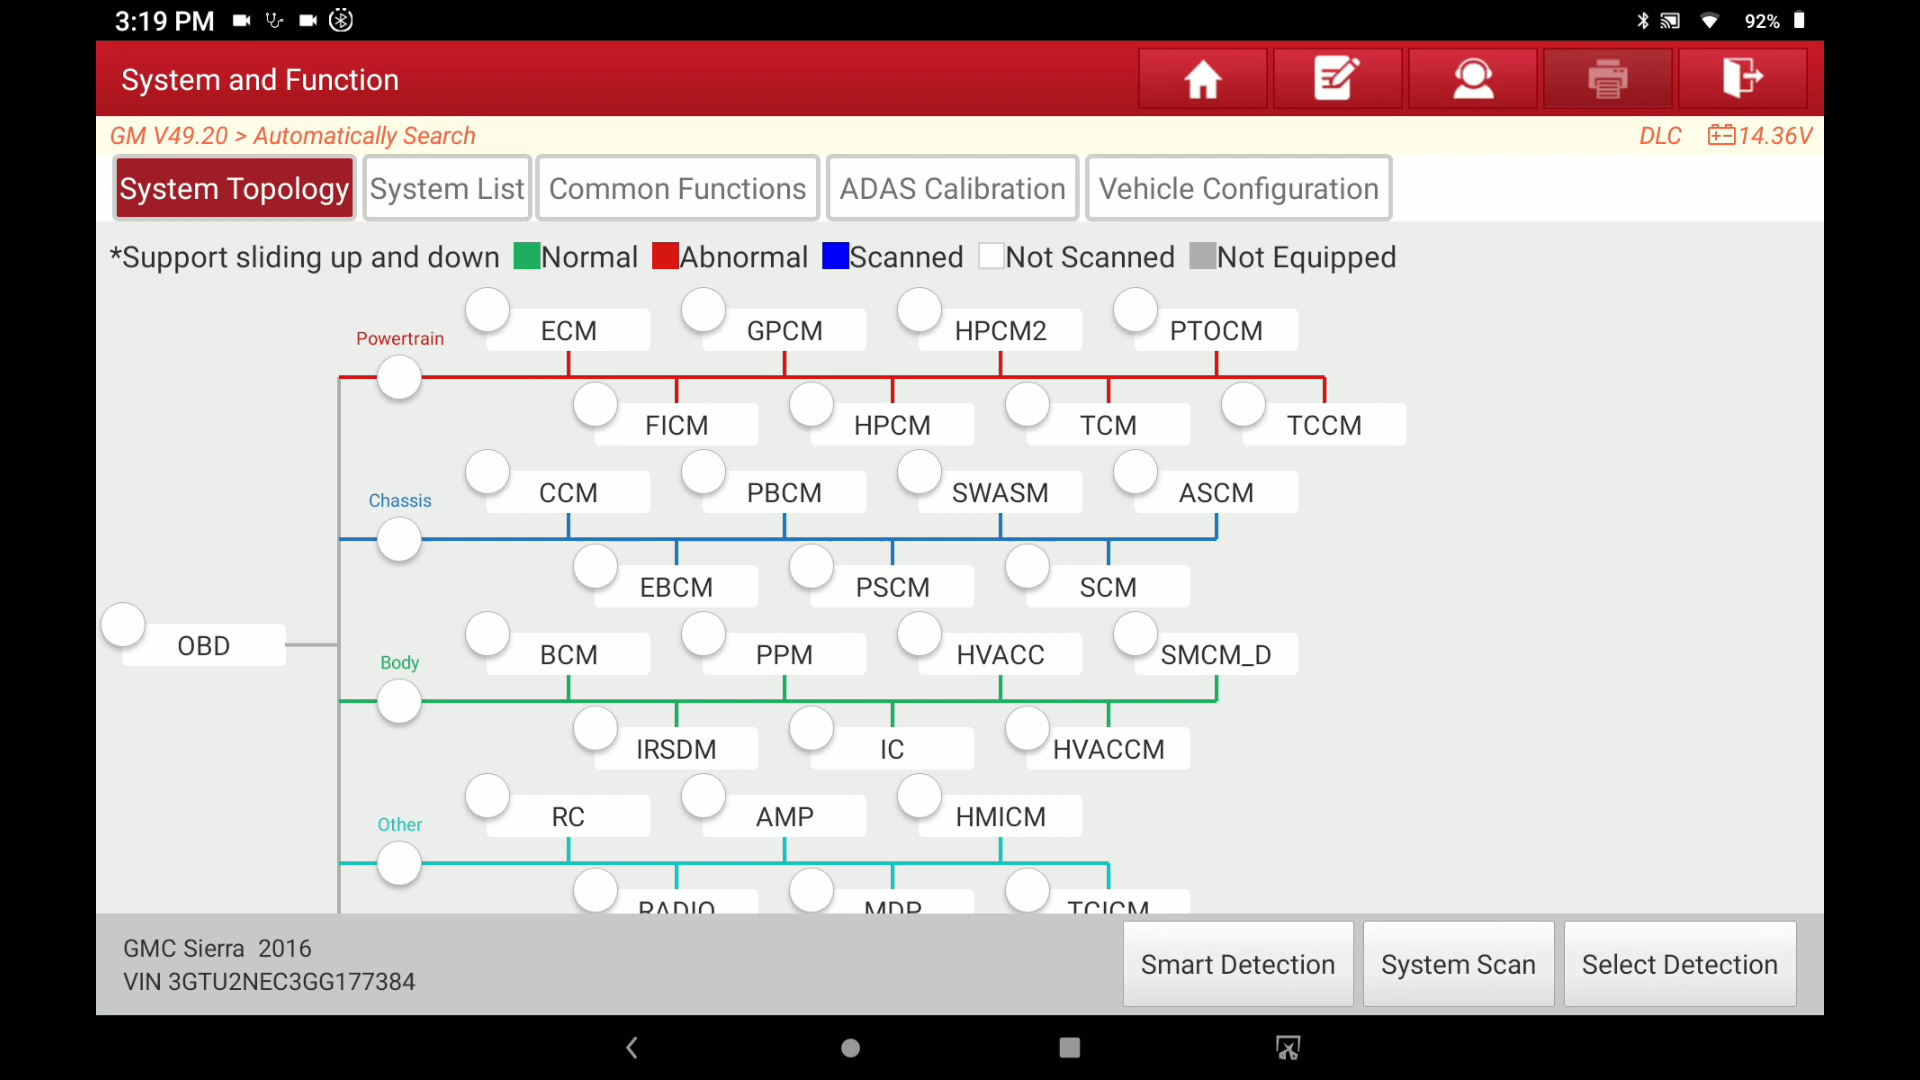 3:19 PM
92%
System and Function
GM V49.20 > Automatically Search
DLC 14.36V
System Topology System List Common Functions ADAS Calibration Vehicle Configuration
*Support sliding up and down Normal Abnormal Scanned Not Scanned Not Equipped
Powertrain
ECM GPCM HPCM2 PTOCM
FICM HPCM TCM TCCM
Chassis
CCM PBCM SWASM ASCM
EBCM PSCM SCM
OBD
Body
BCM PPM HVACC SMCM_D
IRSDM IC HVACCM
Other
RC AMP HMICM
RADIO MDP TCICM
GMC Sierra 2016
VIN 3GTU2NEC3GG177384
Smart Detection System Scan Select Detection